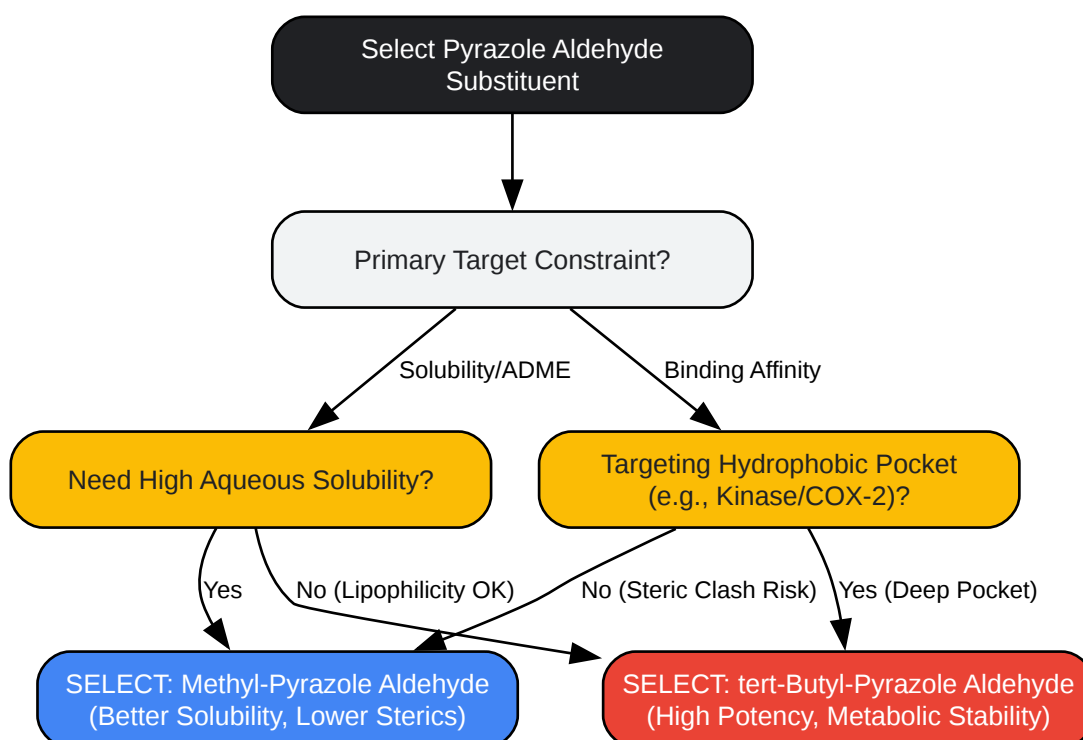 Select Pyrazole Aldehyde
Substituent
Primary Target Constraint?
Solubility/ADME
Binding Affinity
Need High Aqueous Solubility?
Targeting Hydrophobic Pocket
(e.g., Kinase/COX-2)?
Yes
No (Lipophilicity OK)
No (Steric Clash Risk)
Yes (Deep Pocket)
SELECT: Methyl-Pyrazole Aldehyde
(Better Solubility, Lower Sterics)
SELECT: tert-Butyl-Pyrazole Aldehyde
(High Potency, Metabolic Stability)